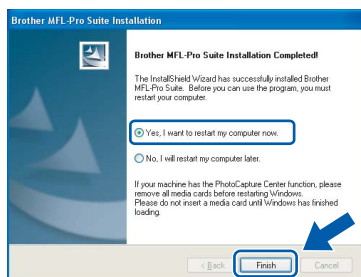 Brother MFL-Pro Suite Installation
Brother MFL-Pro Suite Installation Completed!
The InstallShield Wizard has successfully installed Brother
MFL-Pro Suite. Before you can use the program, you must
restart your computer.
Yes, I want to restart my computer now.
No, I will restart my computer later.
If your machine has the PhotoCapture Center function, please
remove all media cards before restarting Windows.
Please do not insert a media card until Windows has finished
loading.
< Back
Finish
Cancel